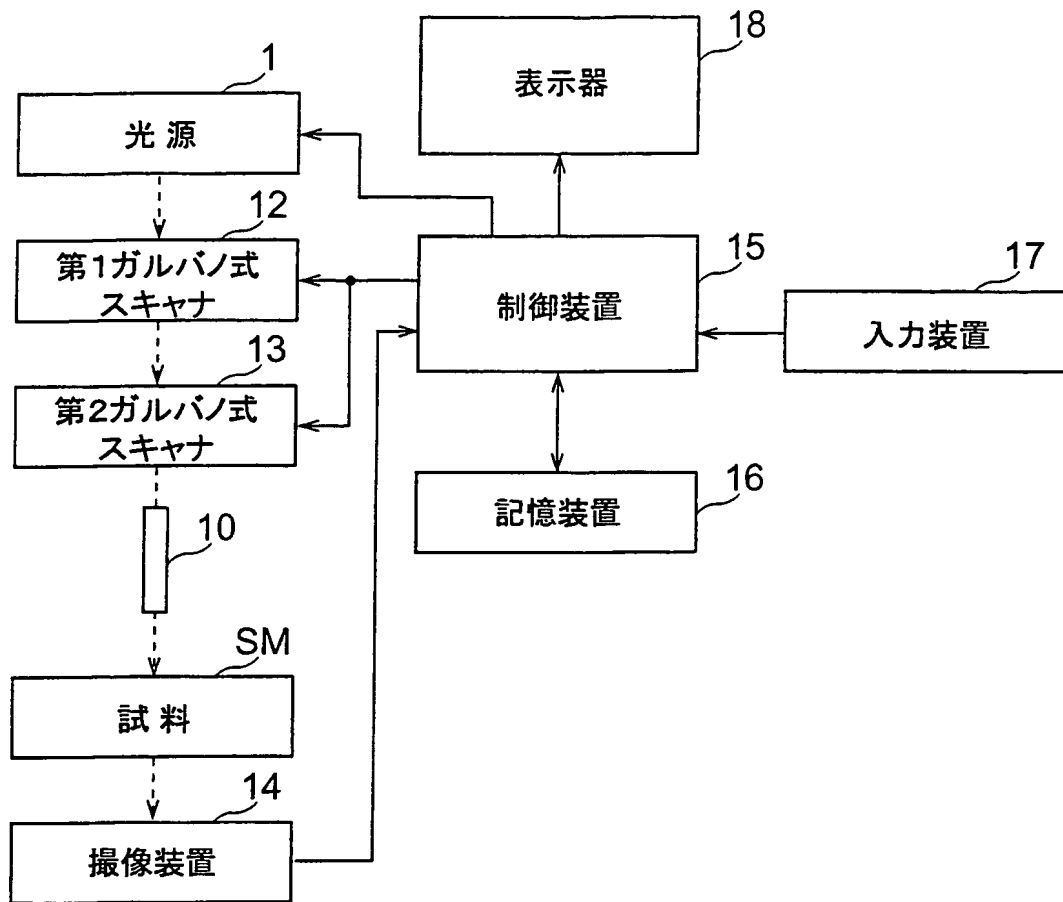 18
表示器
1
光源
12
第1ガルバノ式
スキャナ
15
制御装置
17
入力装置
13
第2ガルバノ式
スキャナ
16
記憶装置
10
SM
試料
14
撮像装置